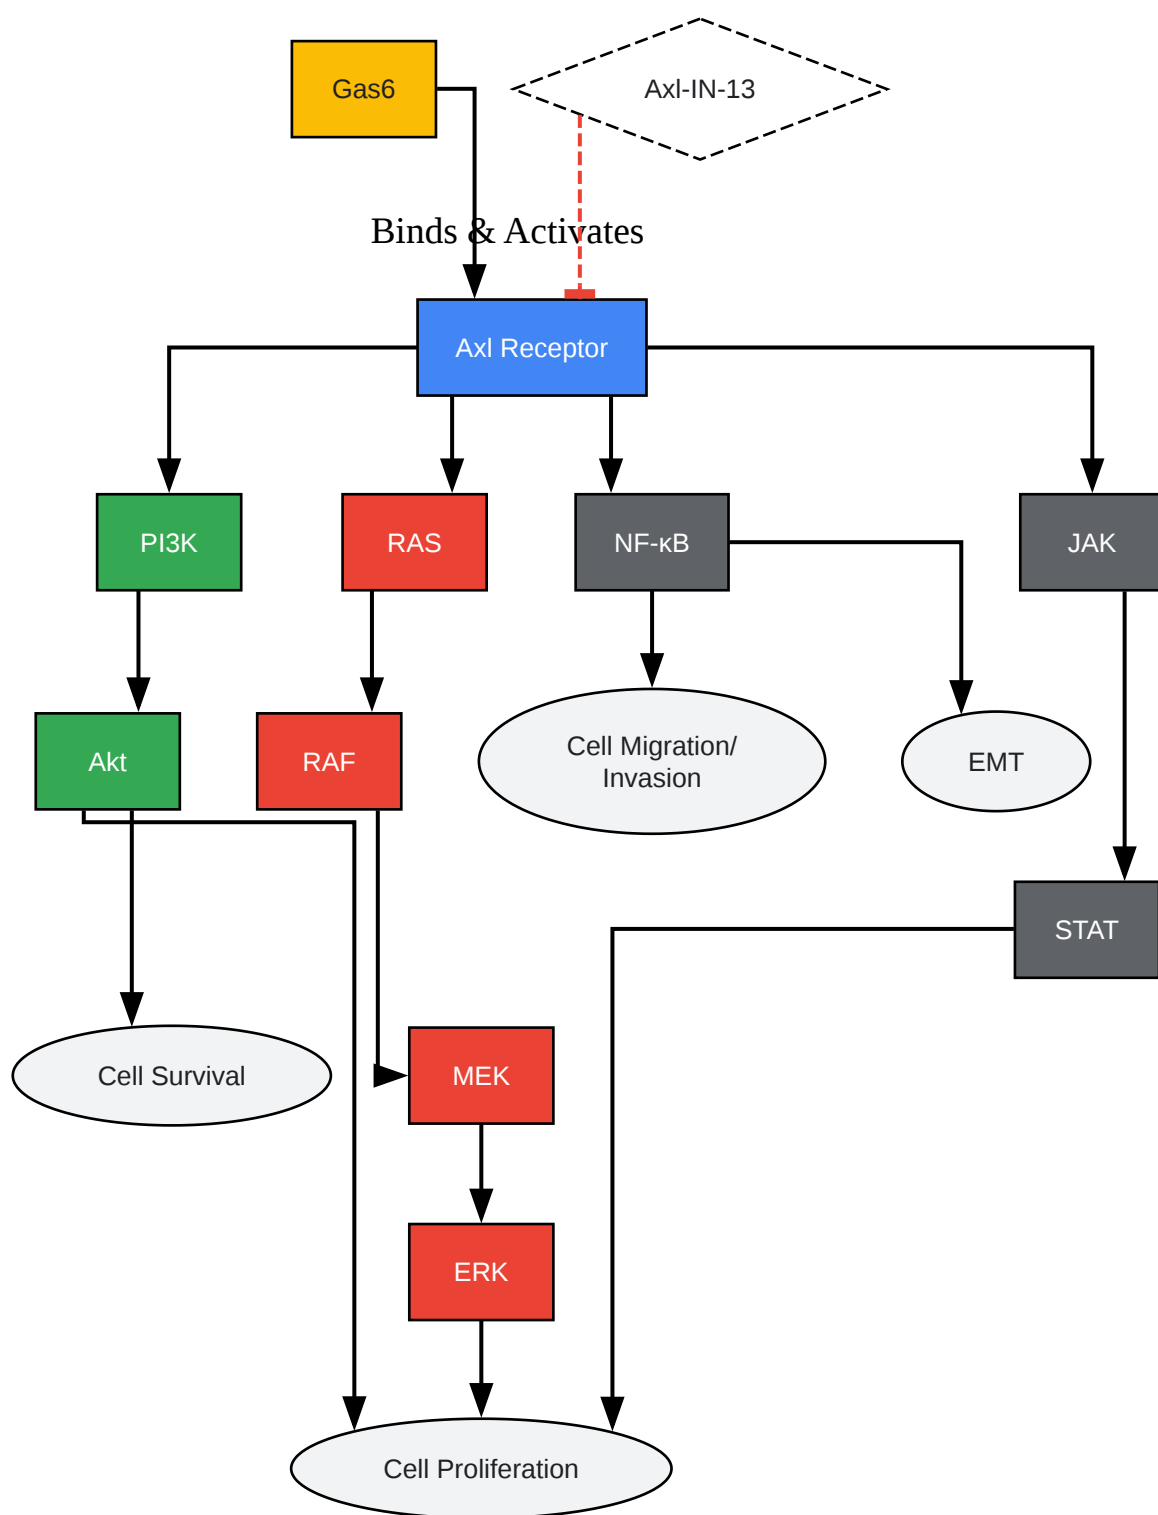 Gas6
Axl-IN-13
Binds & Activates
Axl Receptor
PI3K
RAS
NF-κB
JAK
Akt
RAF
Cell Migration/
Invasion
EMT
STAT
Cell Survival
MEK
ERK
Cell Proliferation